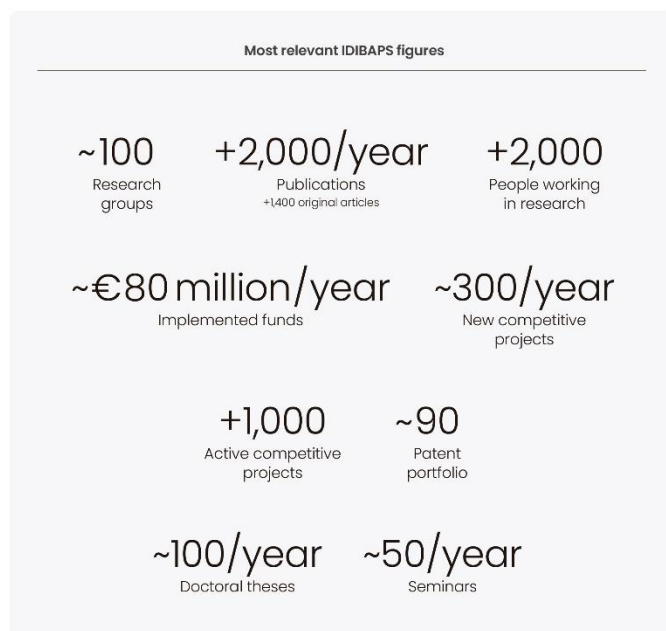 Most relevant IDIBAPS figures
~100
Research
groups
+2,000/year
Publications
+1,400 original articles
+2,000
People working
in research
~€80 million/year
Implemented funds
~300/year
New competitive
projects
+1,000
Active competitive
projects
~90
Patent
portfolio
~100/year
Doctoral theses
~50/year
Seminars